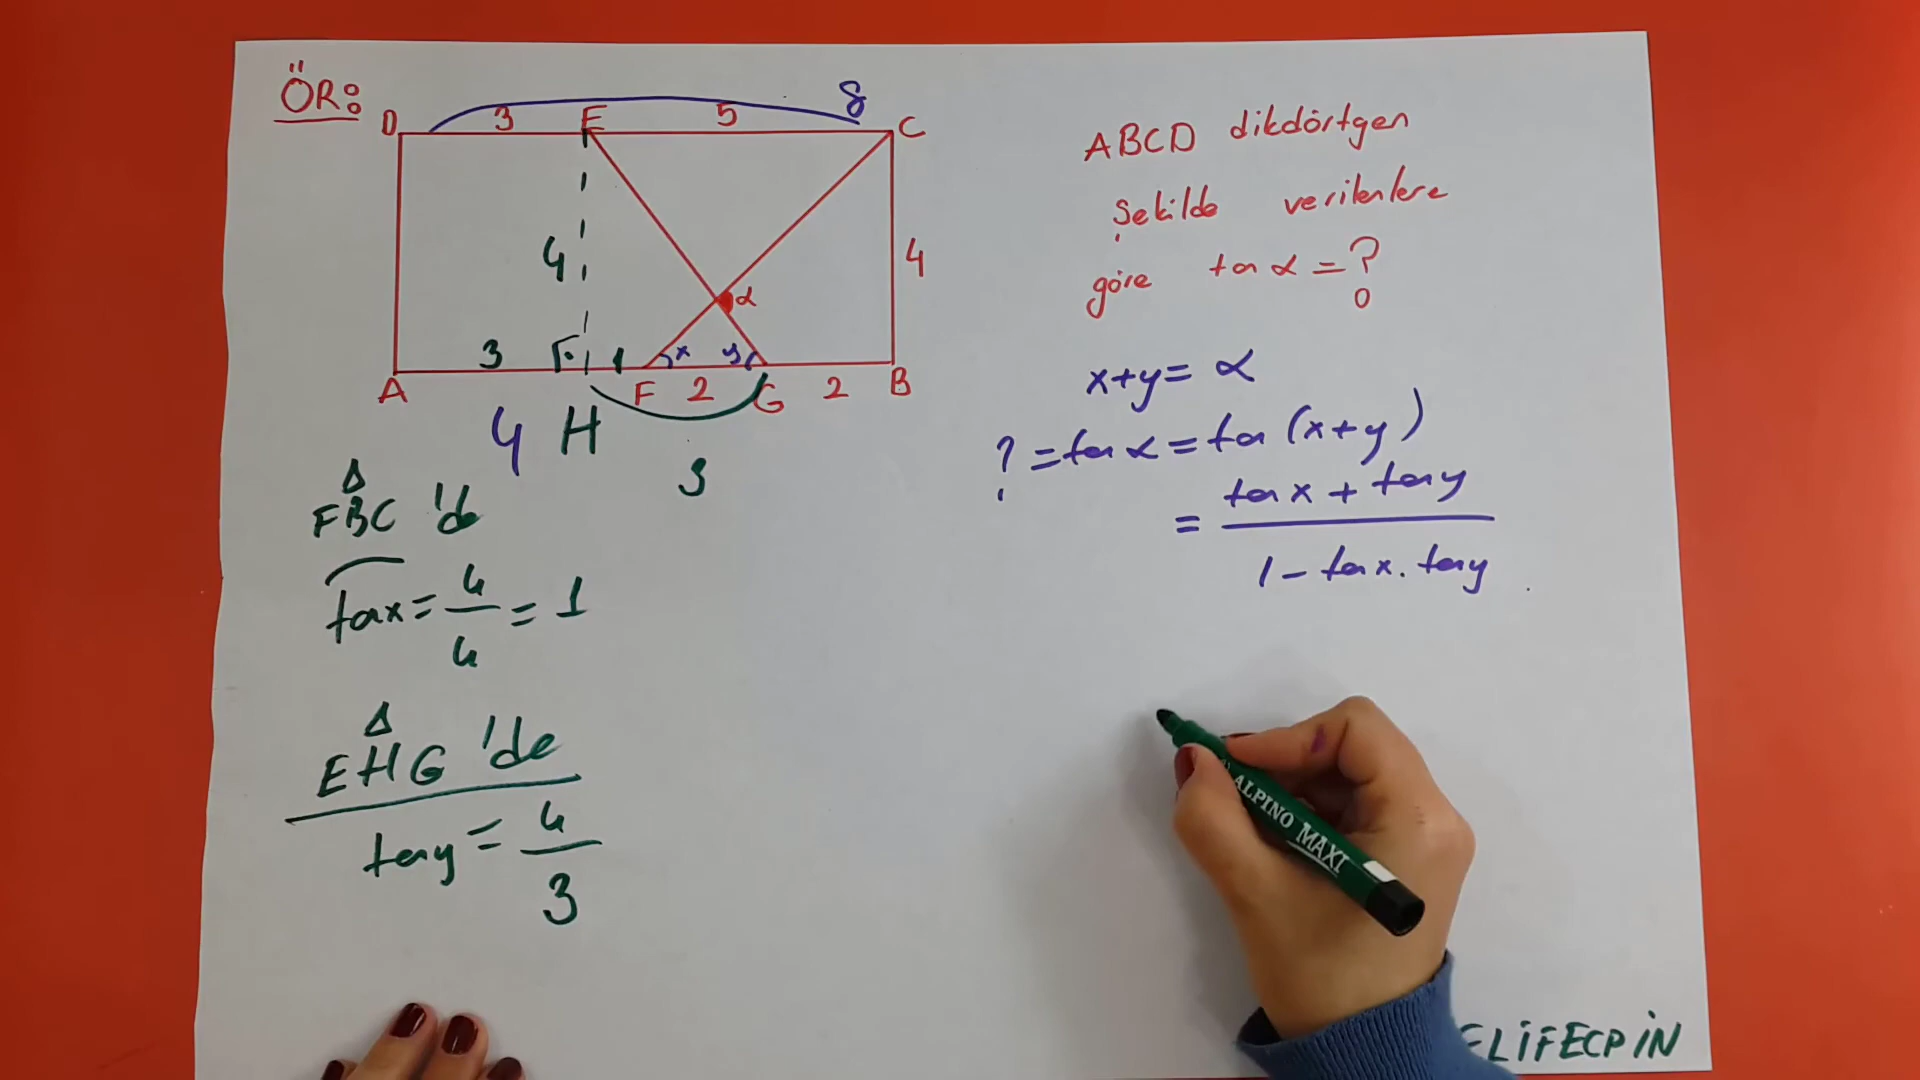 ÖR:
D 3 E 5 8 C
4 4
α
3 1 x y
A F 2 G 2 B
4 H 3
FBC 'de
tanx = 4/4 = 1
EHG 'de
tany = 4/3
ABCD dikdörtgen
Şekilde verilenlere
göre tan α = ?
x+y = α
? = tan α = tan (x+y)
= tan x + tan y
1 - tan x . tan y
ALPINO MAXI
ELİFECPİN